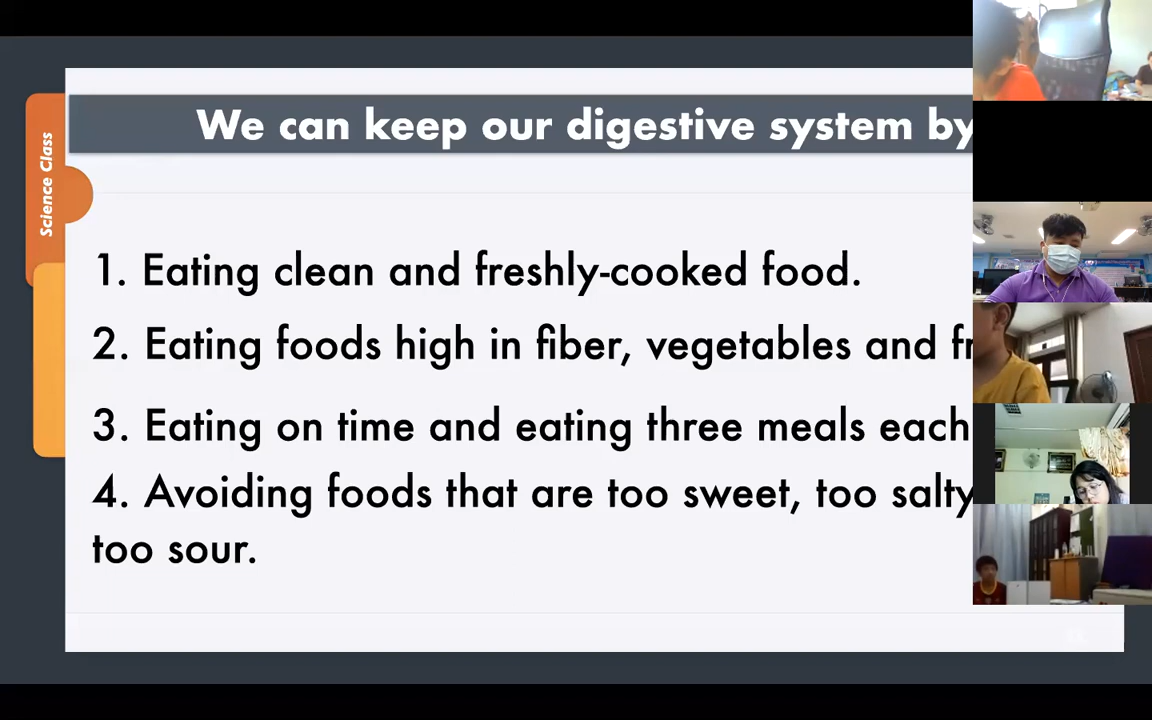 We can keep our digestive system by
Science Class
1. Eating clean and freshly-cooked food.
2. Eating foods high in fiber, vegetables and
3. Eating on time and eating three meals each
4. Avoiding foods that are too sweet, too salty
too sour.